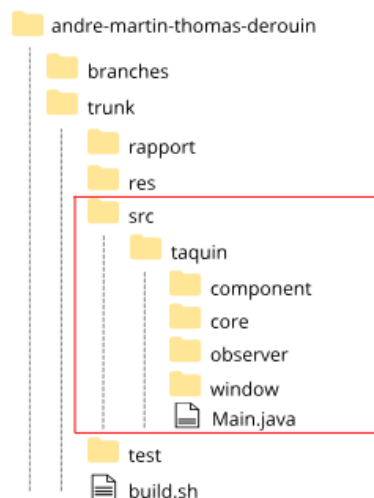 andre-martin-thomas-derouin
branches
trunk
rapport
res
src
taquin
component
core
observer
window
Main.java
test
build.sh